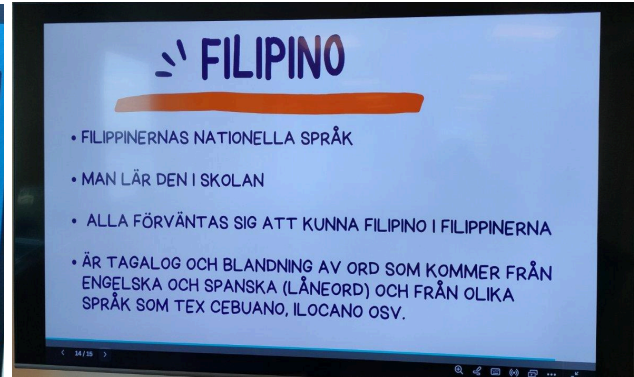 FILIPINO
• FILIPPINERNAS NATIONELLA SPRÅK
• MAN LÄR DEN I SKOLAN
• ALLA FÖRVÄNTAS SIG ATT KUNNA FILIPINO I FILIPPINERNA
• ÄR TAGALOG OCH BLANDNING AV ORD SOM KOMMER FRÅN
ENGELSKA OCH SPANSKA (LÅNEORD) OCH FRÅN OLIKA
SPRÅK SOM TEX CEBUANO, ILOCANO OSV.
14/15